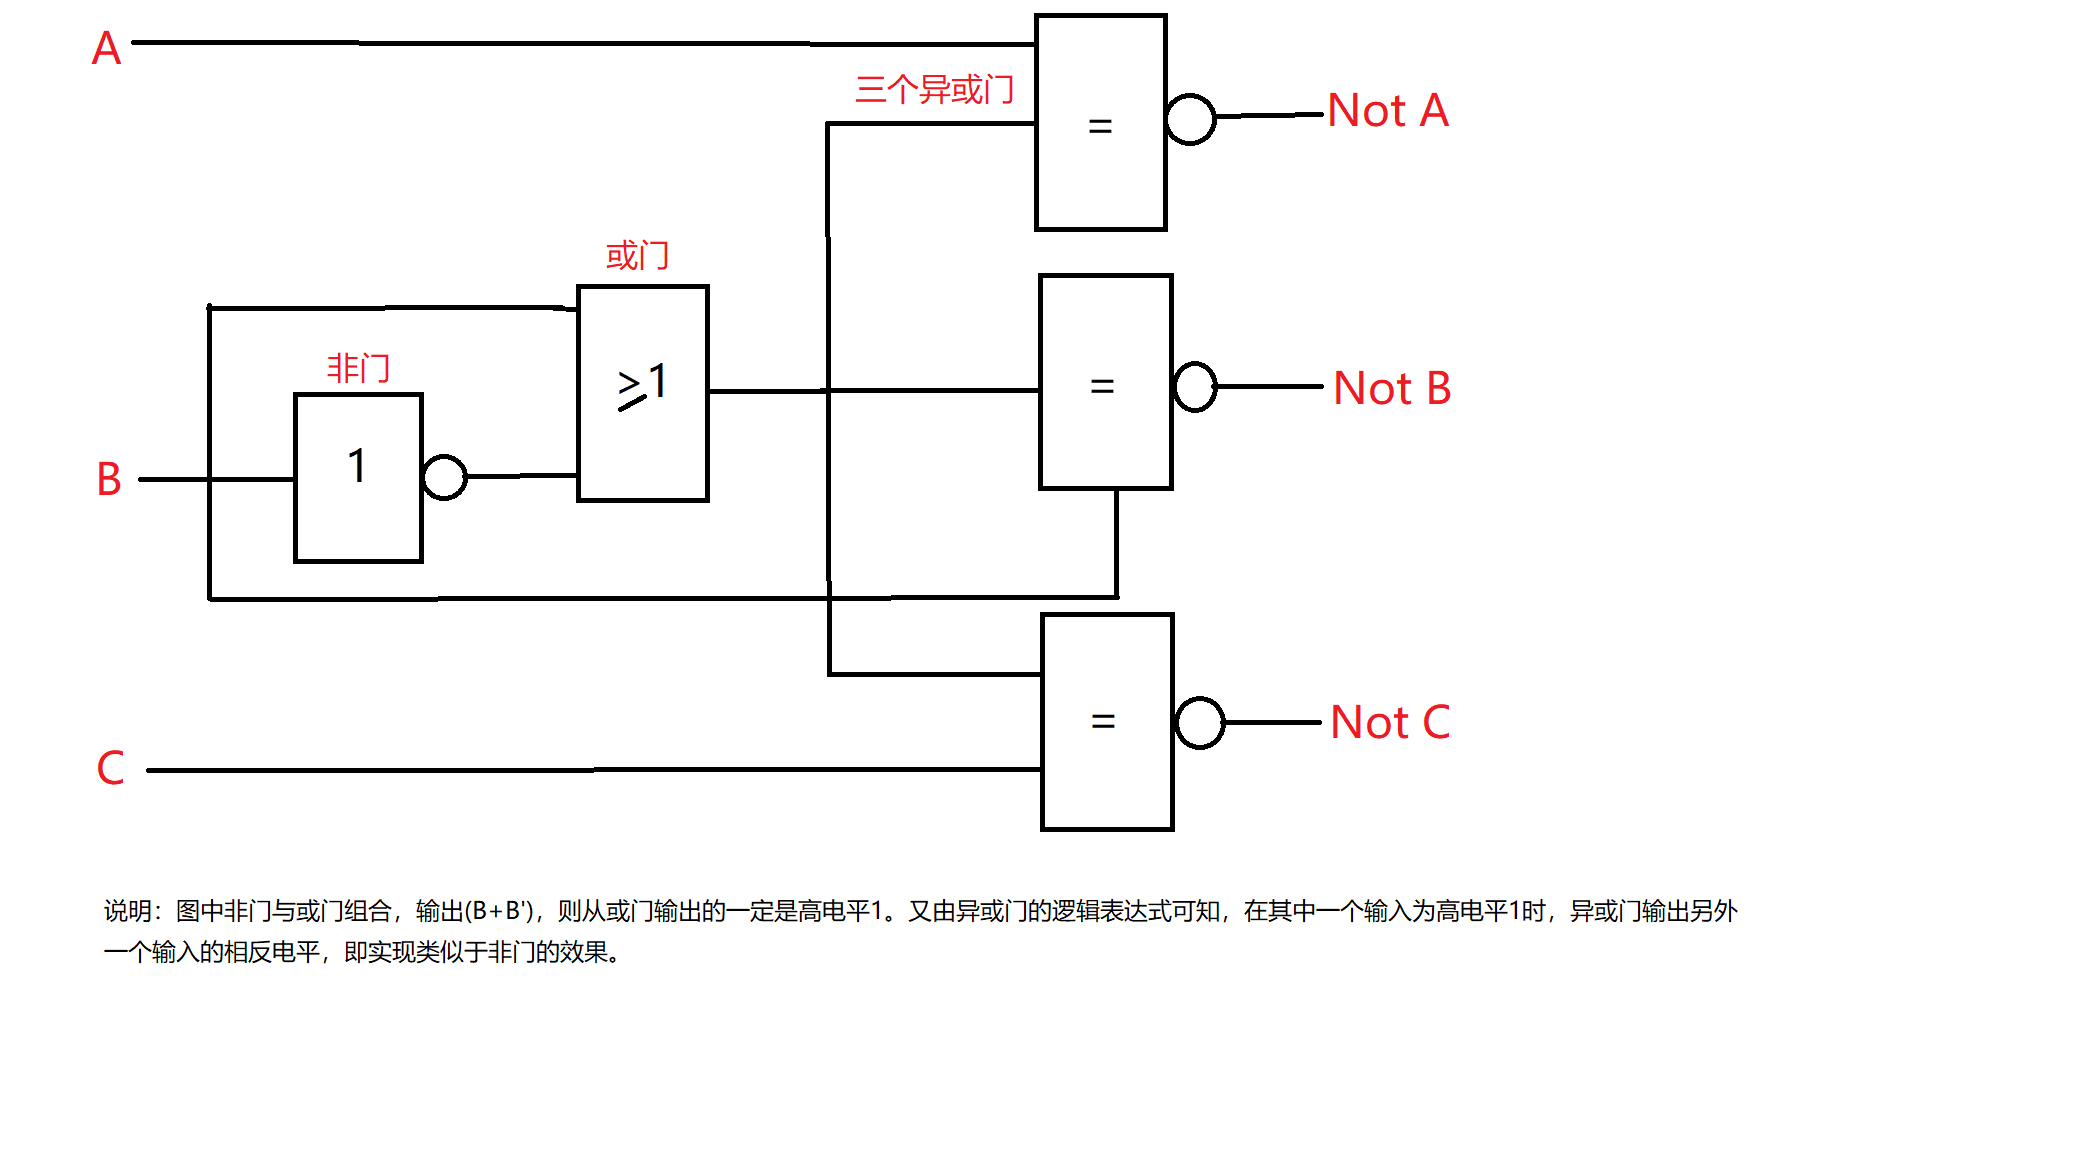 A
三个异或门
=
Not A
或门
≥1
=
Not B
非门
1
B
=
Not C
C
说明：图中非门与或门组合，输出(B+B')，则从或门输出的一定是高电平1。又由异或门的逻辑表达式可知，在其中一个输入为高电平1时，异或门输出另外
一个输入的相反电平，即实现类似于非门的效果。